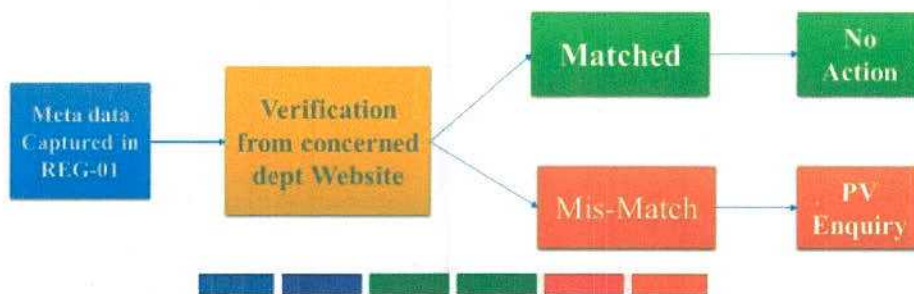 Meta data
Captured in
REG-01
Verification
from concerned
dept Website
Matched
No
Action
Mis-Match
PV
Enquiry